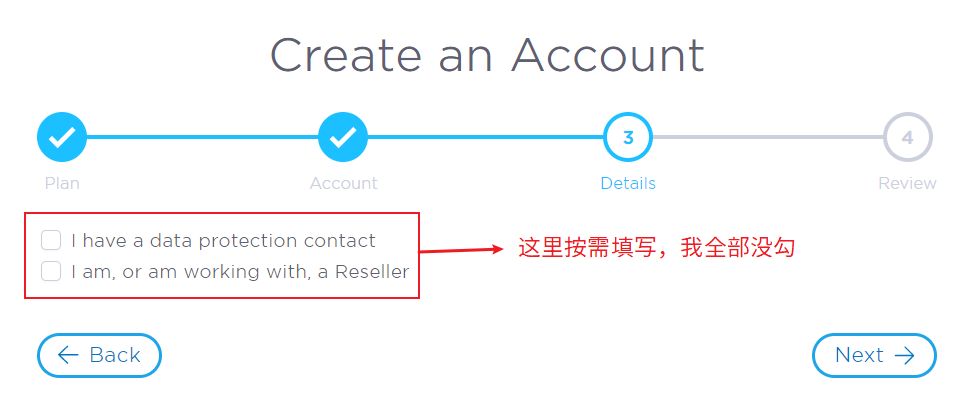 Create an Account
3
4
Plan
Account
Details
Review
I have a data protection contact
I am, or am working with, a Reseller
这里按需填写，我全部没勾
Back
Next